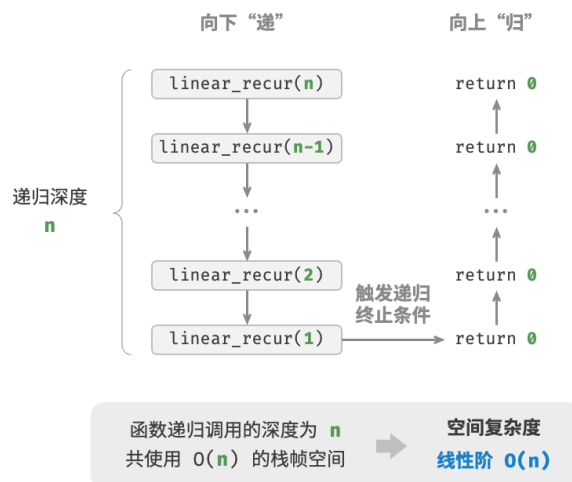 向下“递” 向上“归”
linear_recur(n) return 0
linear_recur(n-1) return 0
递归深度
n
... ...
linear_recur(2) return 0
触发递归
终止条件
linear_recur(1) return 0
函数递归调用的深度为 n
共使用 O(n) 的栈帧空间
空间复杂度
线性阶 O(n)